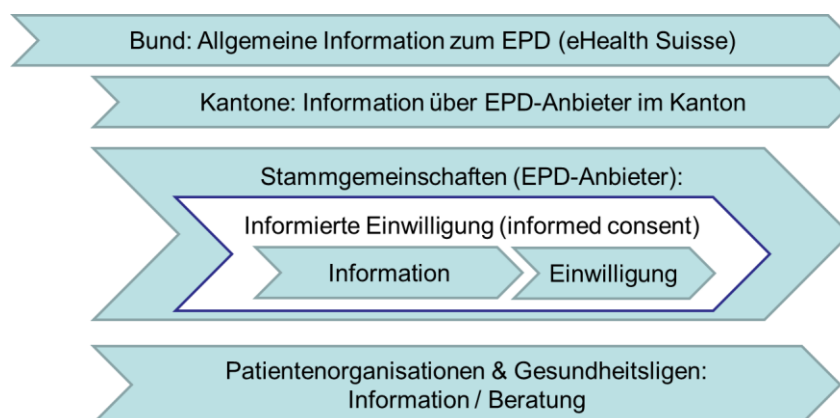 Bund: Allgemeine Information zum EPD (eHealth Suisse)
Kantone: Information über EPD-Anbieter im Kanton
Stammgemeinschaften (EPD-Anbieter):
Informierte Einwilligung (informed consent)
Information
Einwilligung
Patientenorganisationen & Gesundheitsligen:
Information / Beratung